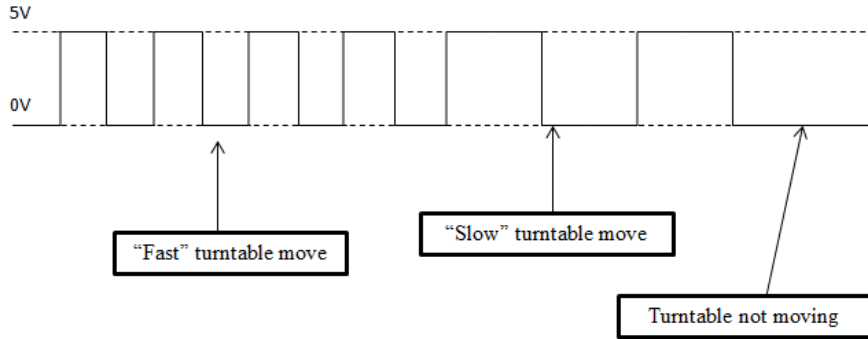 5V
0V
“Fast” turntable move
“Slow” turntable move
Turntable not moving